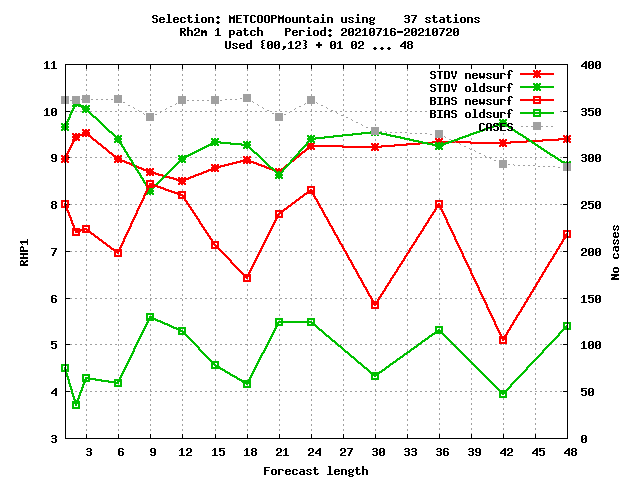 Selection: METCOOPMountain using    37 stations
Rh2m 1 patch   Period: 20210716-20210720
Used {00,12} + 01 02 ... 48
STDV newsurf
STDV oldsurf
BIAS newsurf
BIAS oldsurf
CASES
11
10
9
8
7
6
5
4
3
RHP1
400
350
300
250
200
150
100
50
0
No cases
3 6 9 12 15 18 21 24 27 30 33 36 39 42 45 48
Forecast length